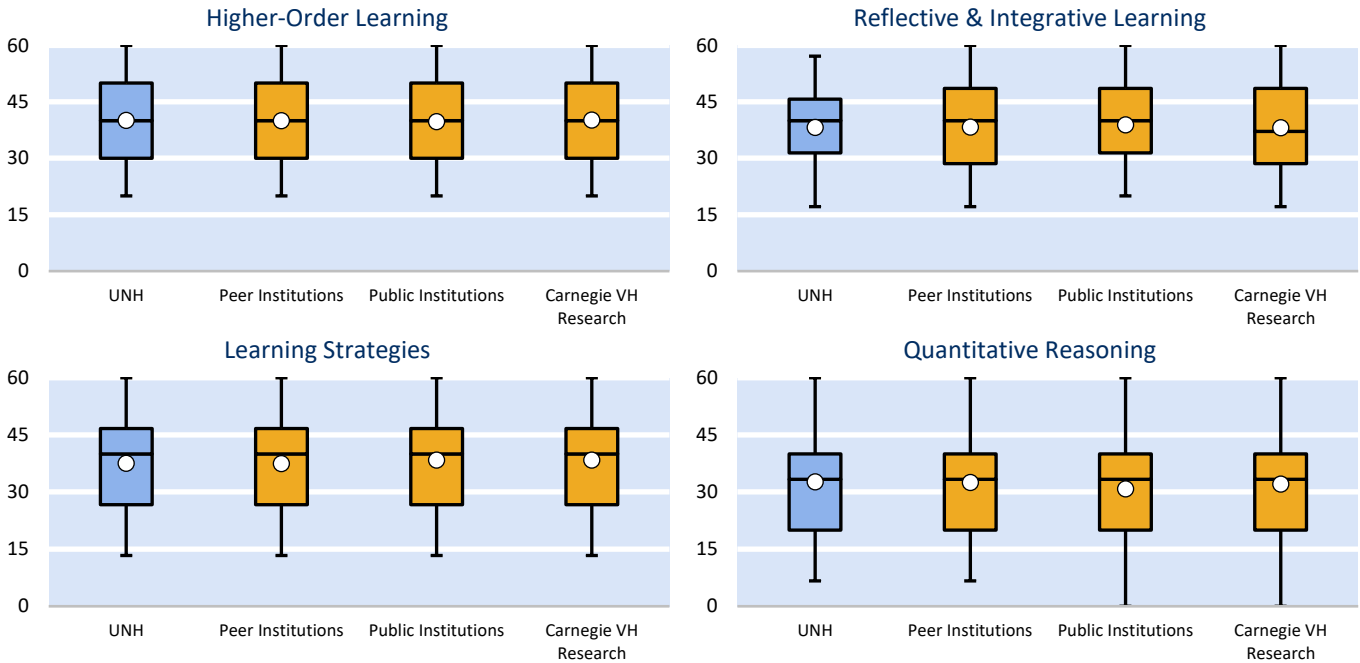 Higher-Order Learning
60
45
30
15
0
UNH
Peer Institutions
Public Institutions
Carnegie VH
Research
Reflective & Integrative Learning
60
45
30
15
0
UNH
Peer Institutions
Public Institutions
Carnegie VH
Research
Learning Strategies
60
45
30
15
0
UNH
Peer Institutions
Public Institutions
Carnegie VH
Research
Quantitative Reasoning
60
45
30
15
0
UNH
Peer Institutions
Public Institutions
Carnegie VH
Research